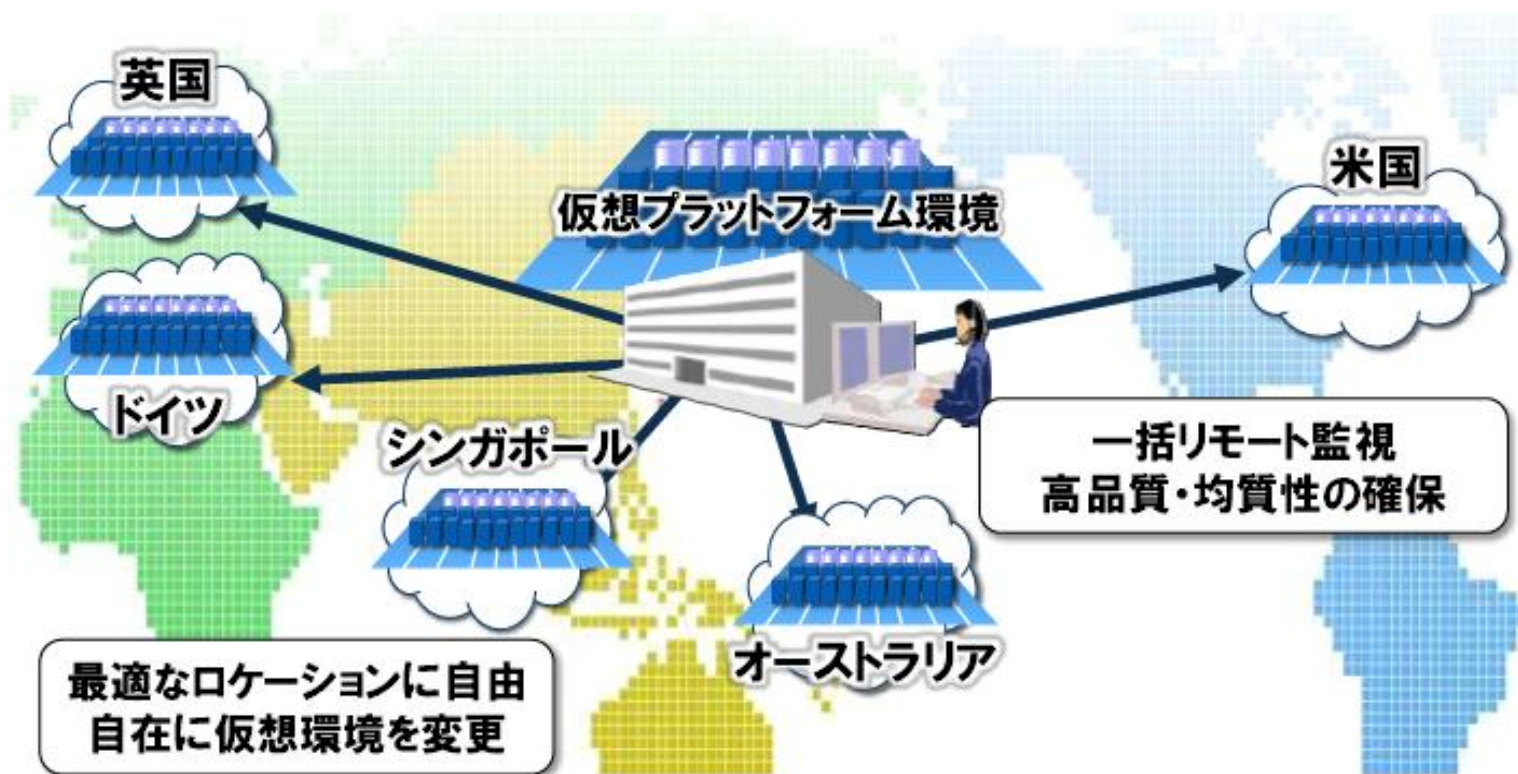 英国
仮想プラットフォーム環境
米国
ドイツ
シンガポール
一括リモート監視
高品質・均質性の確保
オーストラリア
最適なロケーションに自由
自在に仮想環境を変更